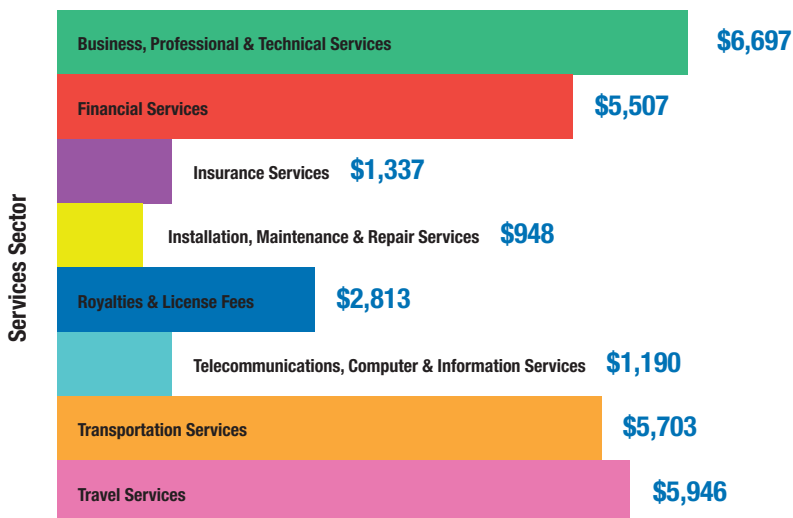 Services Sector
Business, Professional & Technical Services $6,697
Financial Services $5,507
Insurance Services $1,337
Installation, Maintenance & Repair Services $948
Royalties & License Fees $2,813
Telecommunications, Computer & Information Services $1,190
Transportation Services $5,703
Travel Services $5,946